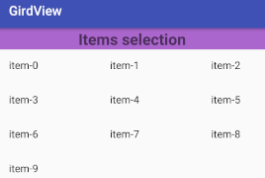 GirdView
Items selection
item-0 item-1 item-2
item-3 item-4 item-5
item-6 item-7 item-8
item-9